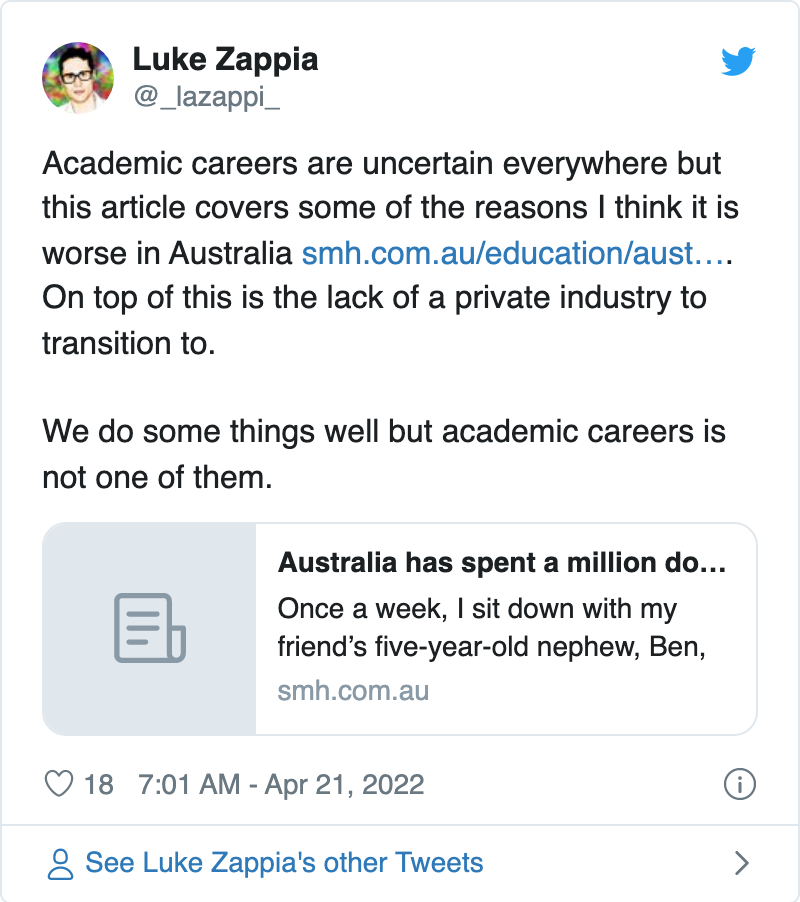 Luke Zappia
@_lazappi_
Academic careers are uncertain everywhere but
this article covers some of the reasons I think it is
worse in Australia smh.com.au/education/aust….
On top of this is the lack of a private industry to
transition to.
We do some things well but academic careers is
not one of them.
Australia has spent a million do…
Once a week, I sit down with my
friend’s five-year-old nephew, Ben,
smh.com.au
18 7:01 AM - Apr 21, 2022
See Luke Zappia's other Tweets